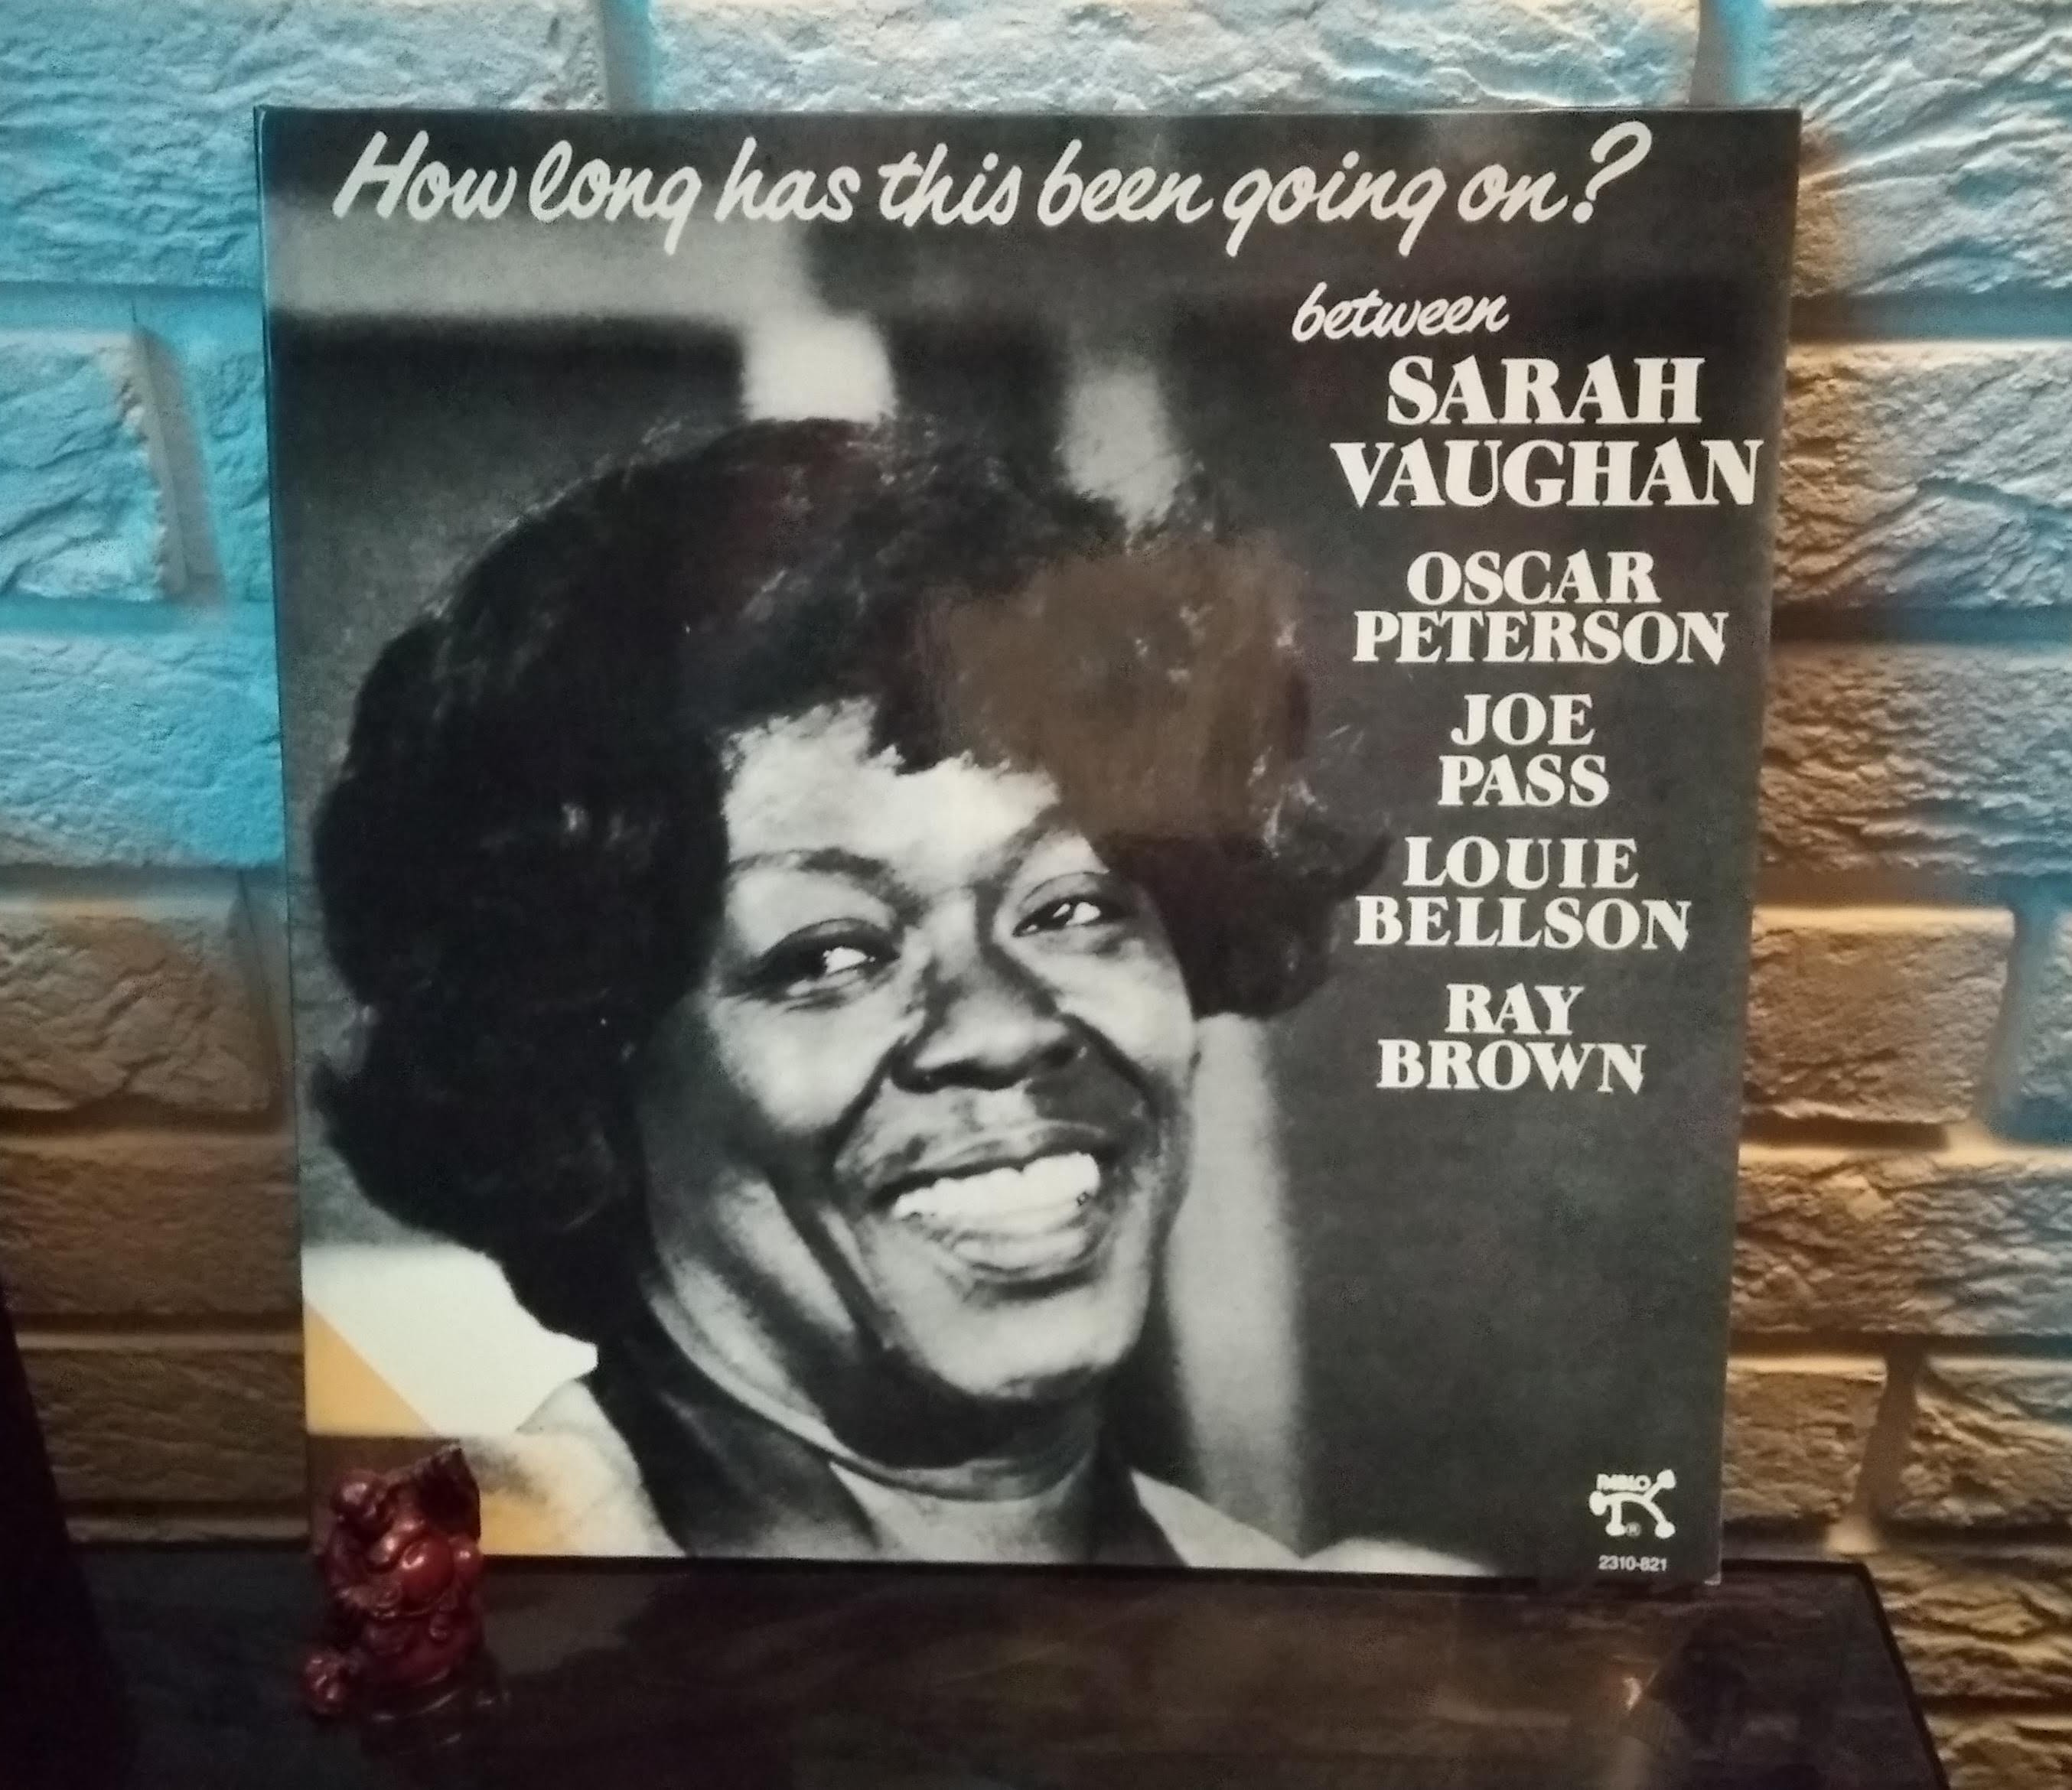 How long has this been going on?
between
SARAH
VAUGHAN
OSCAR
PETERSON
JOE
PASS
LOUIE
BELLSON
RAY
BROWN
PABLO
®
2310-821